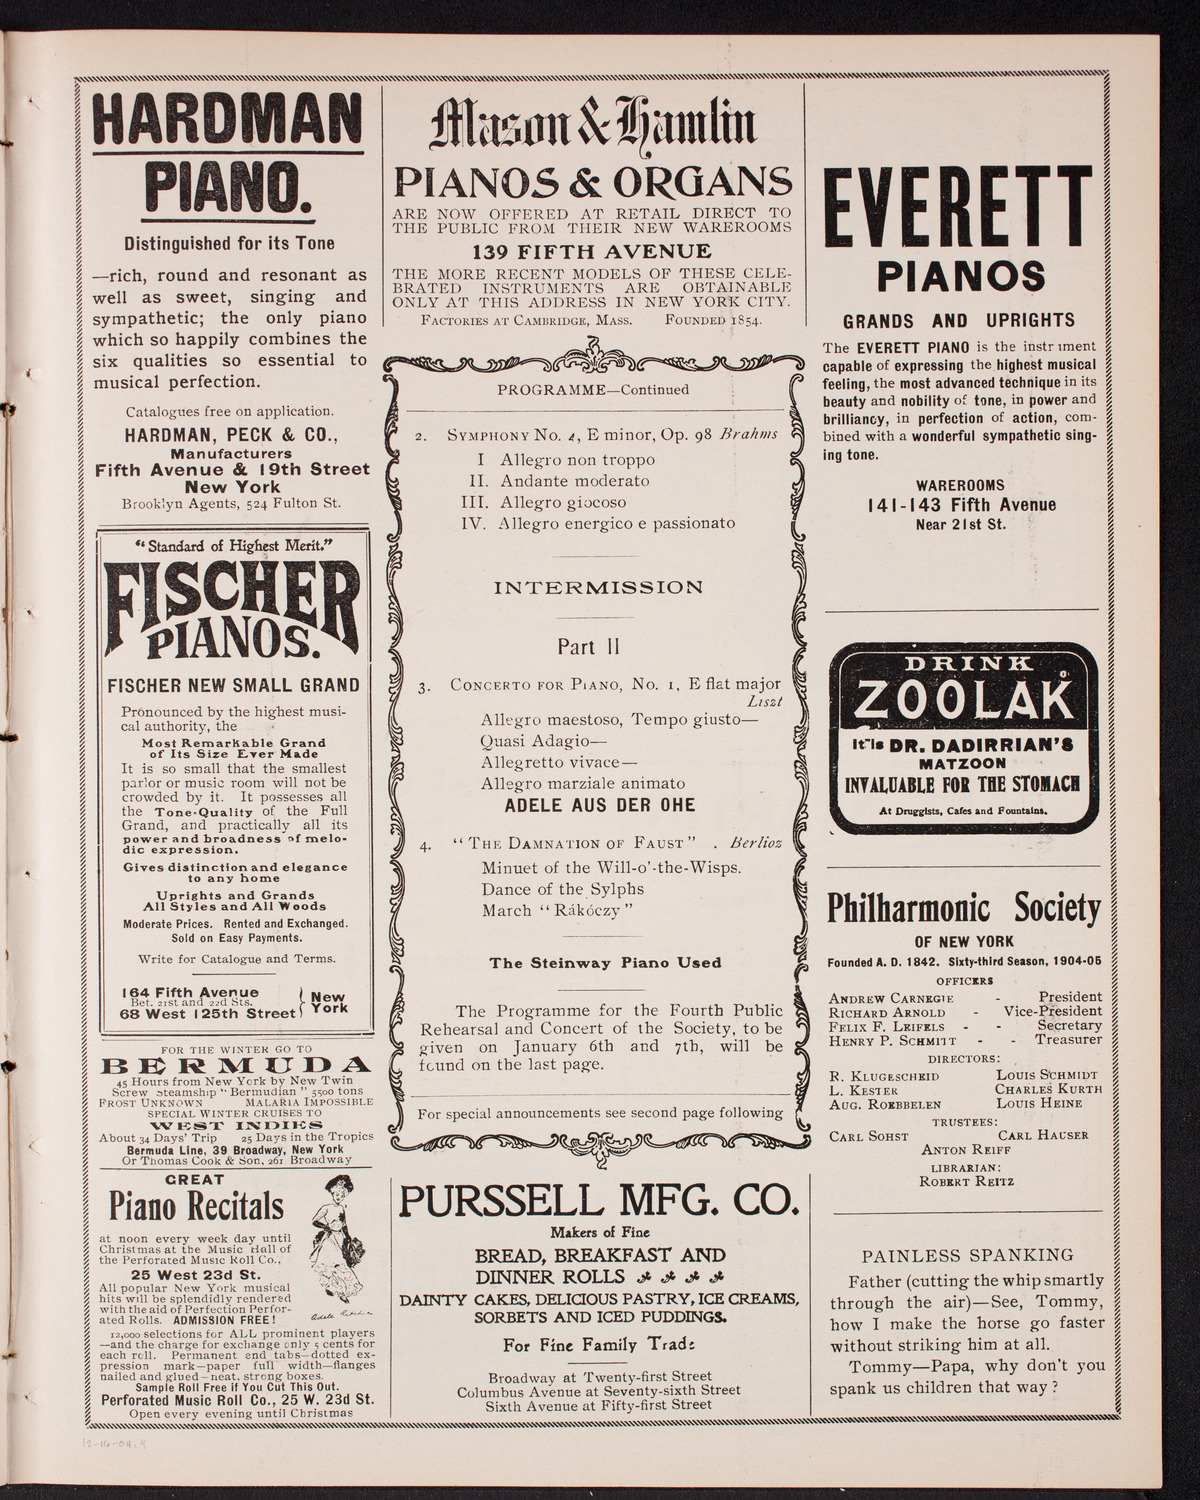 HARDMAN
PIANO.
Distinguished for its Tone
—rich, round and resonant as
well as sweet, singing and
sympathetic; the only piano
which so happily combines the
six qualities so essential to
musical perfection.
Catalogues free on application.
HARDMAN, PECK & CO.,
Manufacturers
Fifth Avenue & 19th Street
New York
Brooklyn Agents, 524 Fulton St.
"Standard of Highest Merit."
FISCHER
PIANOS.
FISCHER NEW SMALL GRAND
Pronounced by the highest musi-
cal authority, the
Most Remarkable Grand
of Its Size Ever Made
It is so small that the smallest
parlor or music room will not be
crowded by it. It possesses all
the Tone-Quality of the Full
Grand, and practically all its
power and broadness of melo-
dic expression.
Gives distinction and elegance
to any home
Uprights and Grands
All Styles and All Woods
Moderate Prices. Rented and Exchanged.
Sold on Easy Payments.
Write for Catalogue and Terms.
164 Fifth Avenue
Bet. 21st and 22d Sts.
68 West 125th Street
New
York
FOR THE WINTER GO TO
BERMUDA
45 Hours from New York by New Twin
Screw Steamship "Bermudian" 5500 tons
FROST UNKNOWN MALARIA IMPOSSIBLE
SPECIAL WINTER CRUISES TO
WEST INDIES
About 34 Days' Trip 25 Days in the Tropics
Bermuda Line, 39 Broadway, New York
Or Thomas Cook & Son, 261 Broadway
GREAT
Piano Recitals
at noon every week day until
Christmas at the Music Hall of
the Perforated Music Roll Co.,
25 West 23d St.
All popular New York musical
hits will be splendidly rendered
with the aid of Perfection Perfor-
ated Rolls. ADMISSION FREE!
12,000 selections for ALL prominent players
—and the charge for exchange only 5 cents for
each roll. Permanent end tabs—dotted ex-
pression mark—paper full width—flanges
nailed and glued—neat, strong boxes.
Sample Roll Free if You Cut This Out.
Perforated Music Roll Co., 25 W. 23d St.
Open every evening until Christmas
Mason & Hamlin
PIANOS & ORGANS
ARE NOW OFFERED AT RETAIL DIRECT TO
THE PUBLIC FROM THEIR NEW WAREROOMS
139 FIFTH AVENUE
THE MORE RECENT MODELS OF THESE CELE-
BRATED INSTRUMENTS ARE OBTAINABLE
ONLY AT THIS ADDRESS IN NEW YORK CITY.
FACTORIES AT CAMBRIDGE, MASS. FOUNDED 1854.
PROGRAMME—Continued
2. SYMPHONY No. 4, E minor, Op. 98 Brahms
I Allegro non troppo
II. Andante moderato
III. Allegro giocoso
IV. Allegro energico e passionato
INTERMISSION
Part II
3. CONCERTO FOR PIANO, No. 1, E flat major
Liszt
Allegro maestoso, Tempo giusto—
Quasi Adagio—
Allegretto vivace—
Allegro marziale animato
ADELE AUS DER OHE
4. "THE DAMNATION OF FAUST" . Berlioz
Minuet of the Will-o'-the-Wisps.
Dance of the Sylphs
March "Rákóczy"
The Steinway Piano Used
The Programme for the Fourth Public
Rehearsal and Concert of the Society, to be
given on January 6th and 7th, will be
found on the last page.
For special announcements see second page following
PURSSELL MFG. CO.
Makers of Fine
BREAD, BREAKFAST AND
DINNER ROLLS
DAINTY CAKES, DELICIOUS PASTRY, ICE CREAMS,
SORBETS AND ICED PUDDINGS.
For Fine Family Trade
Broadway at Twenty-first Street
Columbus Avenue at Seventy-sixth Street
Sixth Avenue at Fifty-first Street
EVERETT
PIANOS
GRANDS AND UPRIGHTS
The EVERETT PIANO is the instrument
capable of expressing the highest musical
feeling, the most advanced technique in its
beauty and nobility of tone, in power and
brilliancy, in perfection of action, com-
bined with a wonderful sympathetic sing-
ing tone.
WAREROOMS
141-143 Fifth Avenue
Near 21st St.
DRINK
ZOOLAK
It is DR. DADIRRIAN'S
MATZOON
INVALUABLE FOR THE STOMACH
At Druggists, Cafes and Fountains.
Philharmonic Society
OF NEW YORK
Founded A. D. 1842. Sixty-third Season, 1904-05
OFFICERS
ANDREW CARNEGIE - President
RICHARD ARNOLD - Vice-President
FELIX F. LEIFELS - - Secretary
HENRY P. SCHMITT - - Treasurer
DIRECTORS:
R. KLUGESCHEID LOUIS SCHMIDT
L. KESTER CHARLES KURTH
AUG. ROEBBELEN LOUIS HEINE
TRUSTEES:
CARL SOHST CARL HAUSER
ANTON REIFF
LIBRARIAN:
ROBERT REITZ
PAINLESS SPANKING
Father (cutting the whip smartly
through the air)—See, Tommy,
how I make the horse go faster
without striking him at all.
Tommy—Papa, why don't you
spank us children that way?